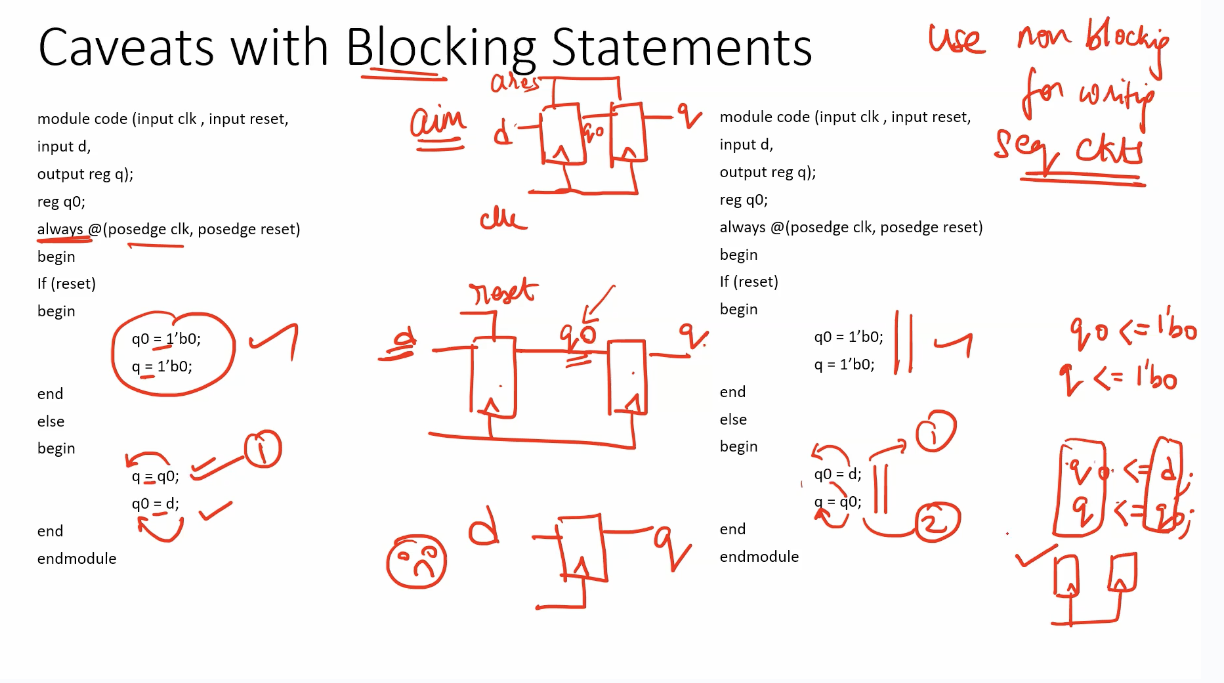 Caveats with Blocking Statements
use non blocking
for writing
seq ckts
module code (input clk , input reset,
input d,
output reg q);
reg q0;
always @(posedge clk, posedge reset)
begin
If (reset)
begin
q0 = 1'b0;
q = 1'b0;
end
else
begin
q = q0;
q0 = d;
end
endmodule
1
aim
ares
d
q0
q
clk
reset
d
q0
q
d
q
module code (input clk , input reset,
input d,
output reg q);
reg q0;
always @(posedge clk, posedge reset)
begin
If (reset)
begin
q0 = 1'b0;
q = 1'b0;
end
else
begin
q0 = d;
q = q0;
end
endmodule
1
2
q0 <= 1'b0
q <= 1'b0
q0 <= d;
q <= q0;